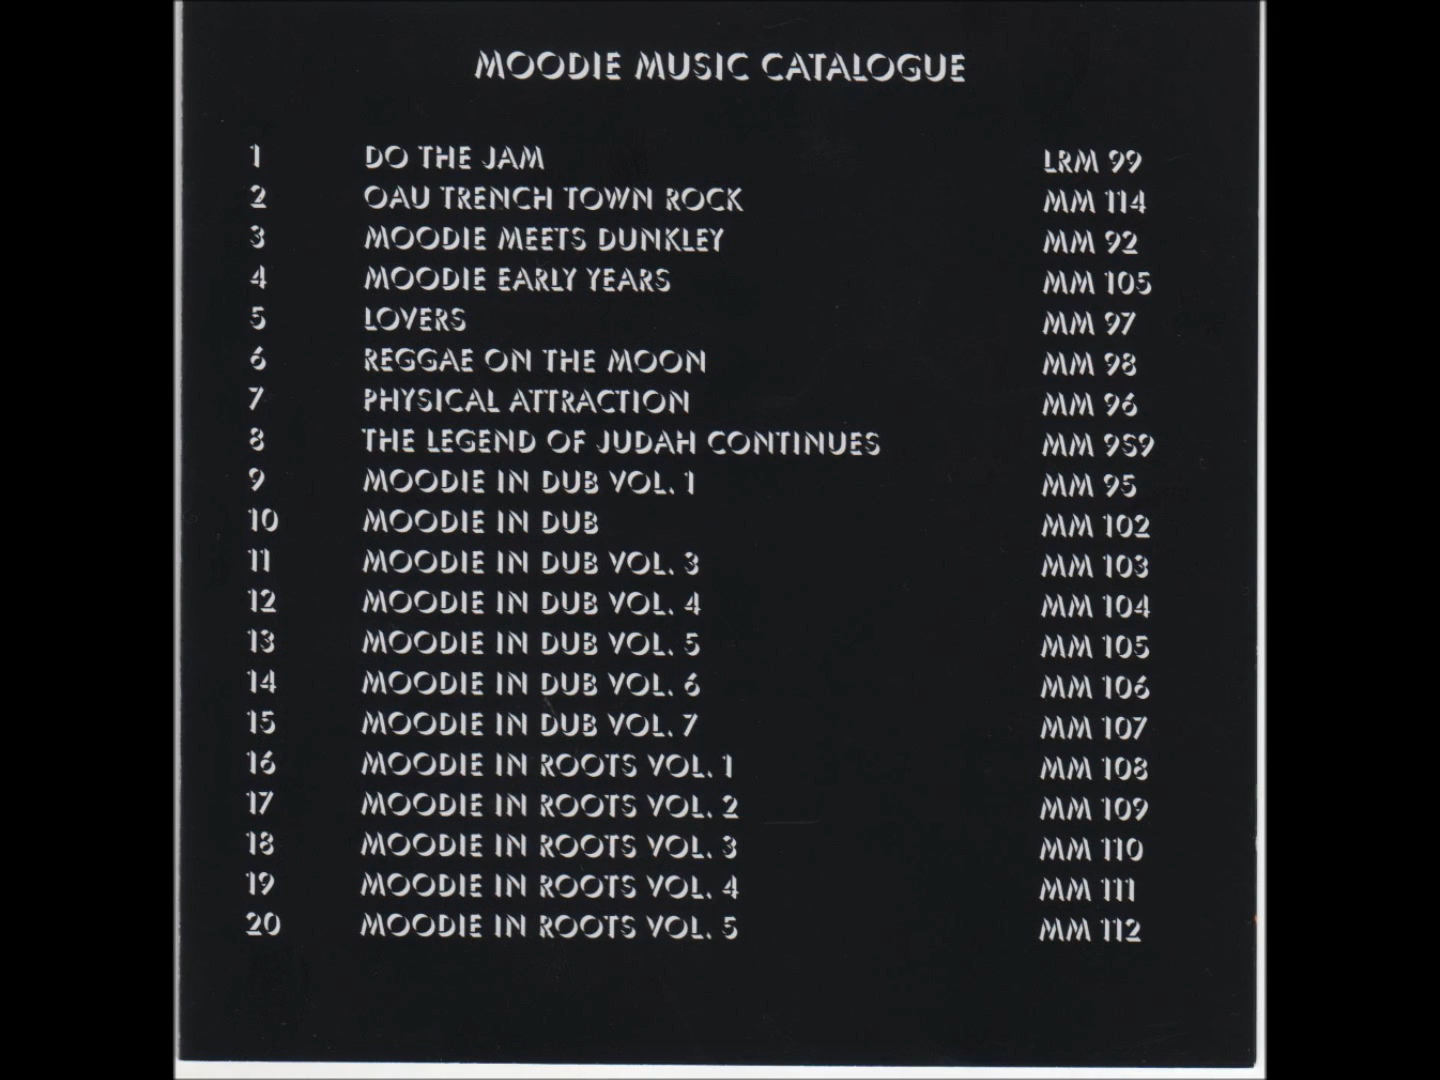 MOODIE MUSIC CATALOGUE
1 DO THE JAM LRM 99
2 OAU TRENCH TOWN ROCK MM 114
3 MOODIE MEETS DUNKLEY MM 92
4 MOODIE EARLY YEARS MM 105
5 LOVERS MM 97
6 REGGAE ON THE MOON MM 98
7 PHYSICAL ATTRACTION MM 96
8 THE LEGEND OF JUDAH CONTINUES MM 9S9
9 MOODIE IN DUB VOL. 1 MM 95
10 MOODIE IN DUB MM 102
11 MOODIE IN DUB VOL. 3 MM 103
12 MOODIE IN DUB VOL. 4 MM 104
13 MOODIE IN DUB VOL. 5 MM 105
14 MOODIE IN DUB VOL. 6 MM 106
15 MOODIE IN DUB VOL. 7 MM 107
16 MOODIE IN ROOTS VOL. 1 MM 108
17 MOODIE IN ROOTS VOL. 2 MM 109
18 MOODIE IN ROOTS VOL. 3 MM 110
19 MOODIE IN ROOTS VOL. 4 MM 111
20 MOODIE IN ROOTS VOL. 5 MM 112